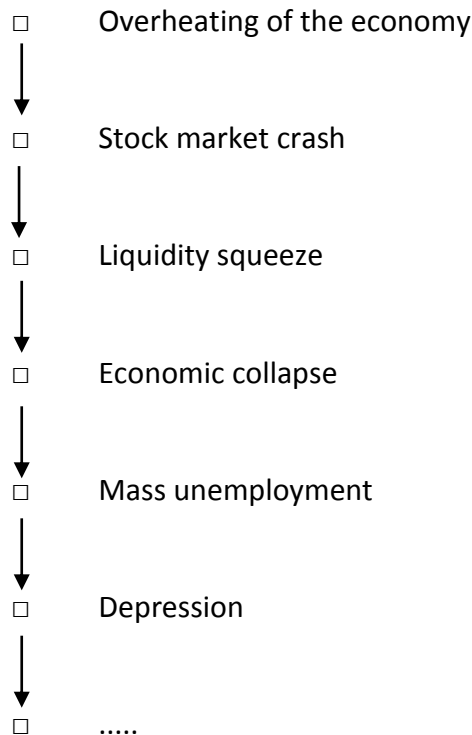 □ Overheating of the economy
□ Stock market crash
□ Liquidity squeeze
□ Economic collapse
□ Mass unemployment
□ Depression
□ .....